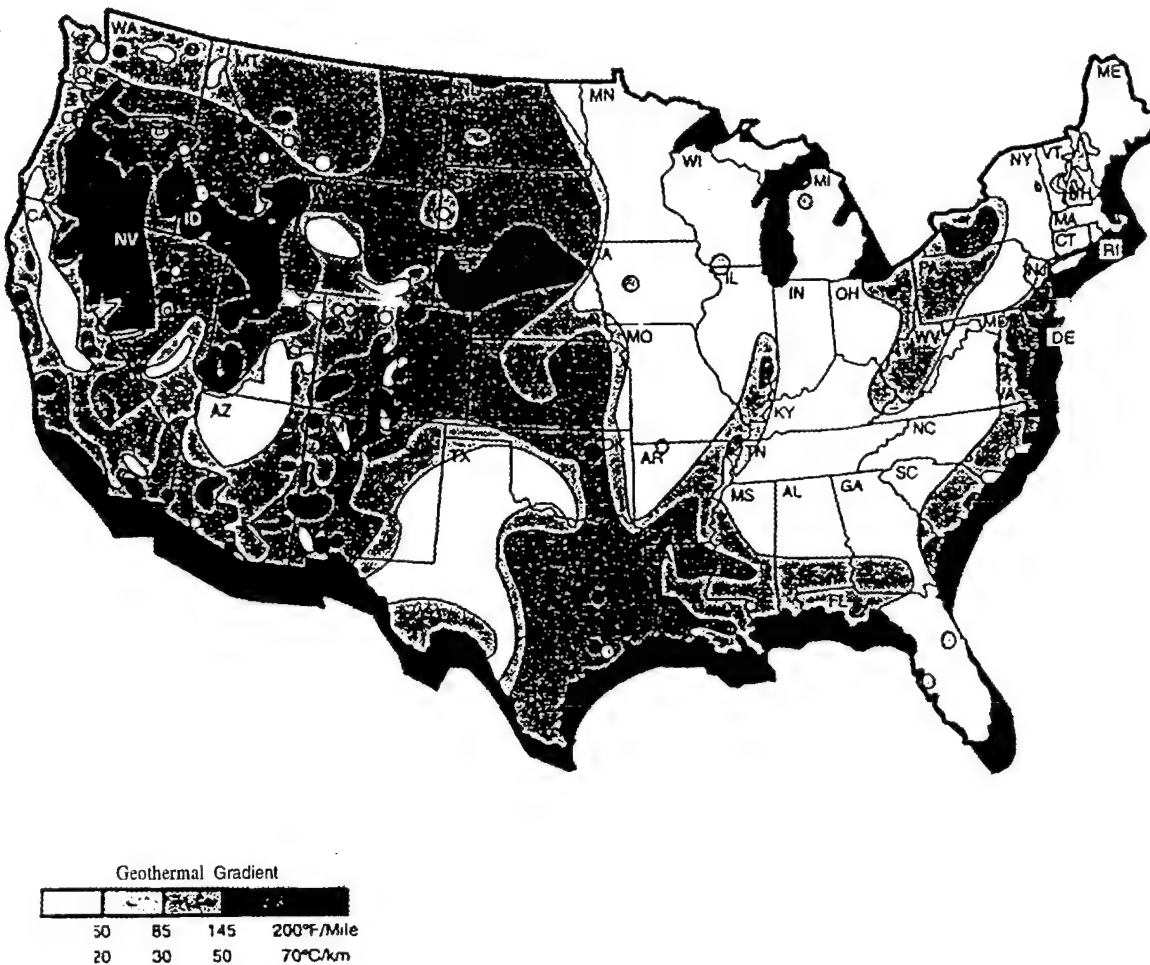 WA
MT
MN
ME
WI
MI
NY
VT
NH
MA
CT
RI
CA
NV
ID
PA
NJ
IL
IN
OH
MO
WV
MD
DE
CO
VA
AZ
KY
NC
TX
AR
TN
SC
MS
AL
GA
FL
Geothermal Gradient
50 85 145 200°F/Mile
20 30 50 70°C/km